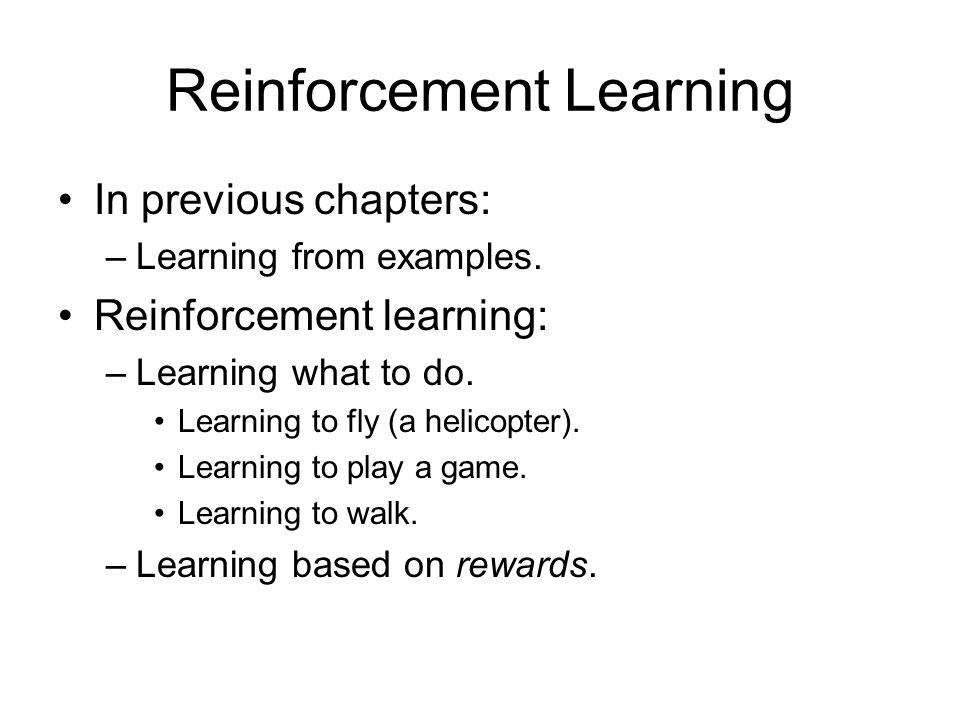 Reinforcement Learning
• In previous chapters:
–Learning from examples.
• Reinforcement learning:
–Learning what to do.
• Learning to fly (a helicopter).
• Learning to play a game.
• Learning to walk.
–Learning based on rewards.